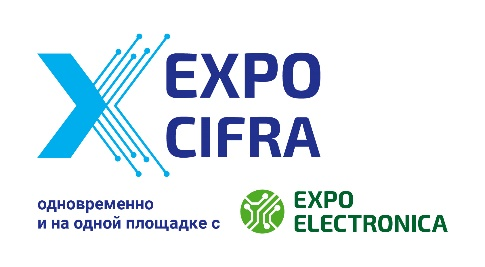 EXPO
CIFRA
одновременно
и на одной площадке с
EXPO
ELECTRONICA